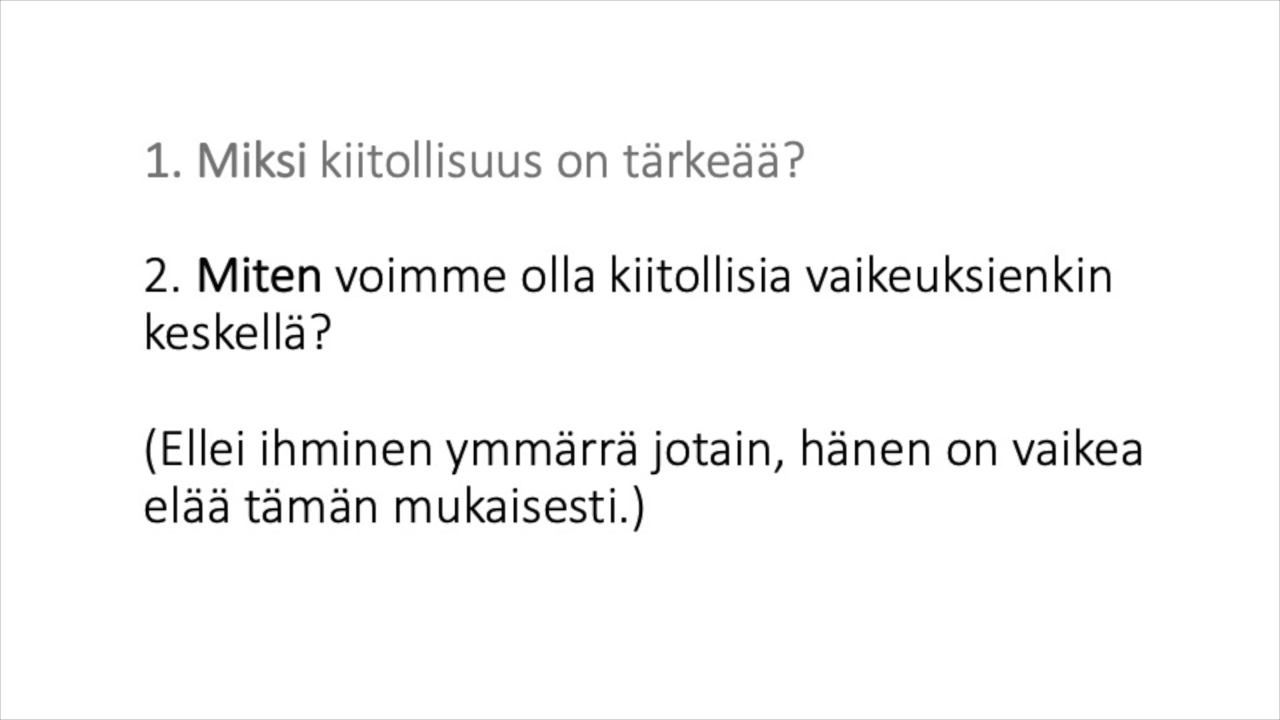 1. Miksi kiitollisuus on tärkeää?
2. Miten voimme olla kiitollisia vaikeuksienkin
keskellä?
(Ellei ihminen ymmärrä jotain, hänen on vaikea
elää tämän mukaisesti.)